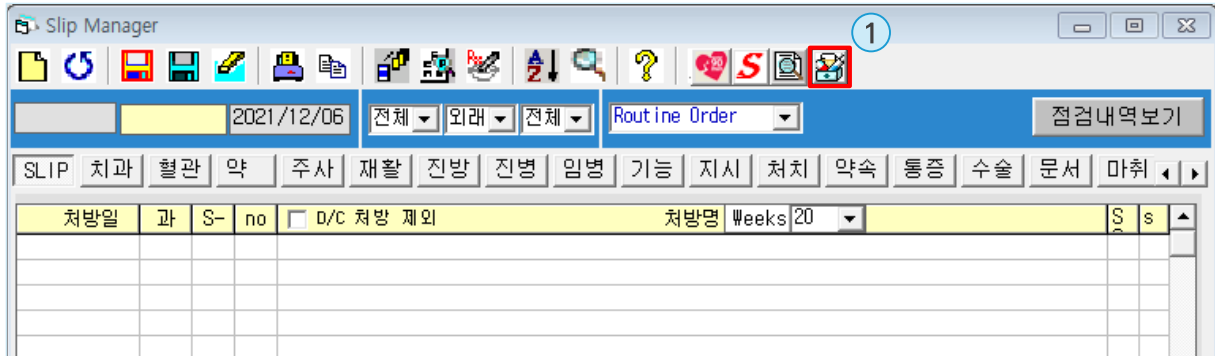 Slip Manager
1
2021/12/06 전체 외래 전체 Routine Order 점검내역보기
SLIP 치과 혈관 약 주사 재활 진방 진병 임병 기능 지시 처치 약속 통증 수술 문서 마취
처방일 과 S- no D/C 처방 제외 처방명 Weeks 20 S s